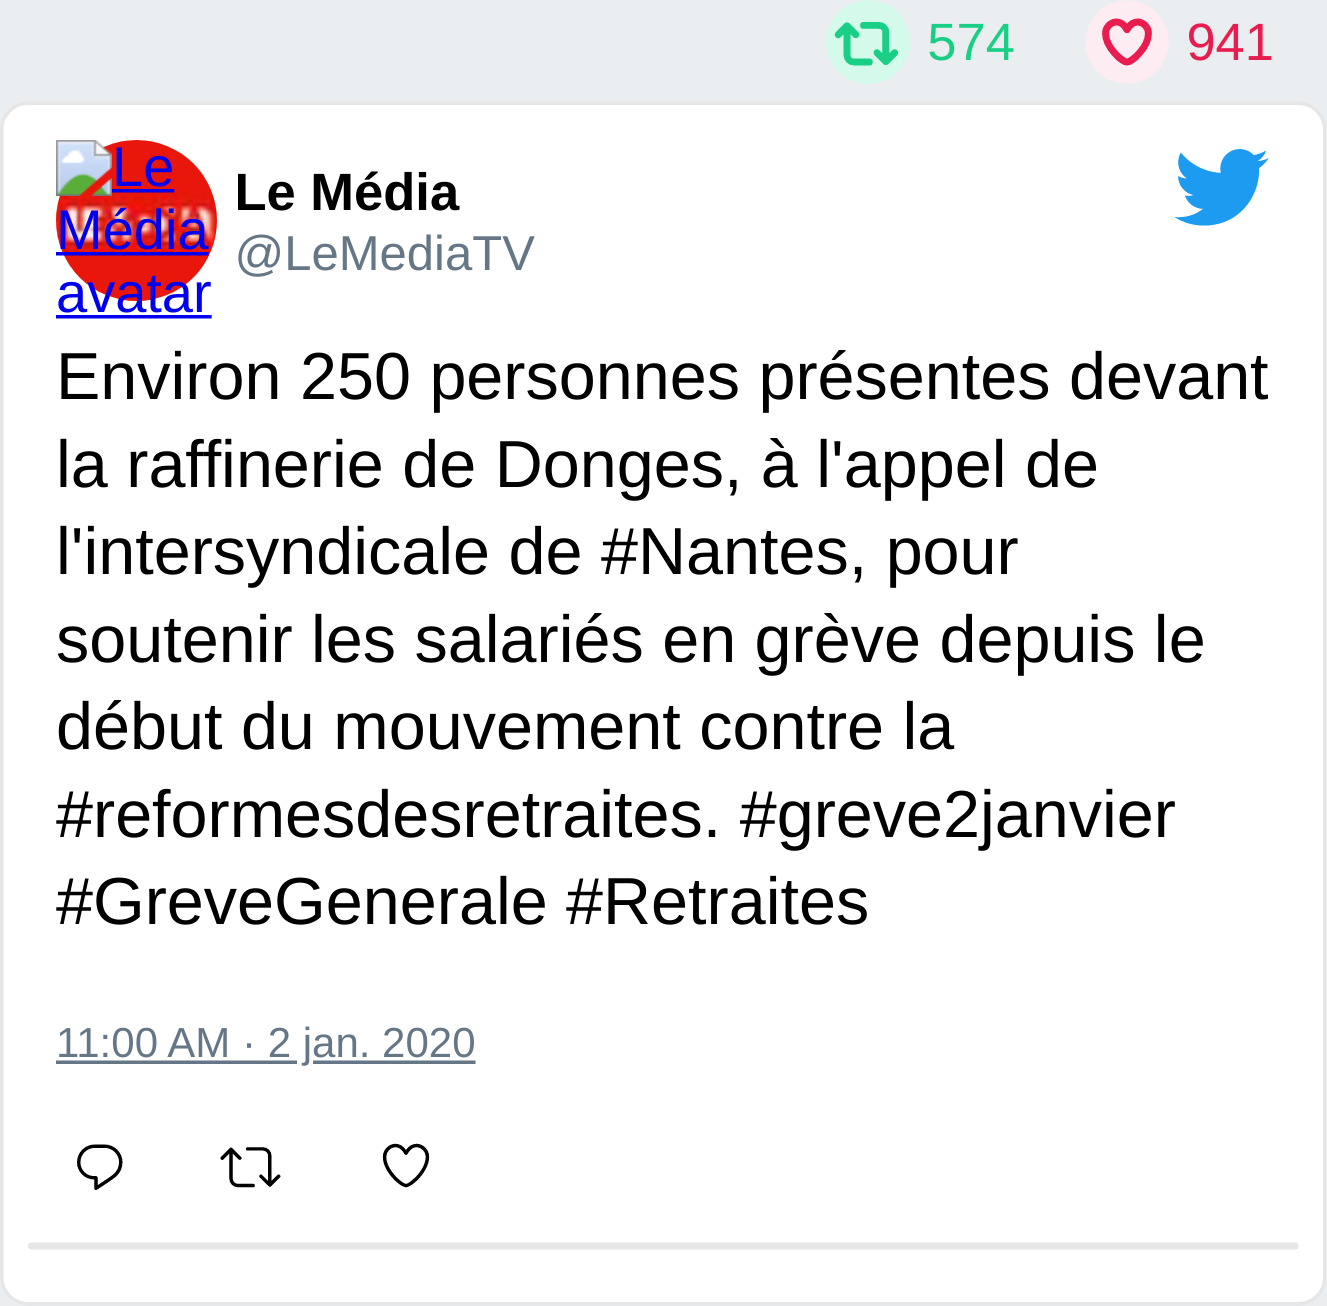 574 941
Le Média avatar
Le Média
@LeMediaTV
Environ 250 personnes présentes devant
la raffinerie de Donges, à l'appel de
l'intersyndicale de #Nantes, pour
soutenir les salariés en grève depuis le
début du mouvement contre la
#reformesdesretraites. #greve2janvier
#GreveGenerale #Retraites
11:00 AM · 2 jan. 2020